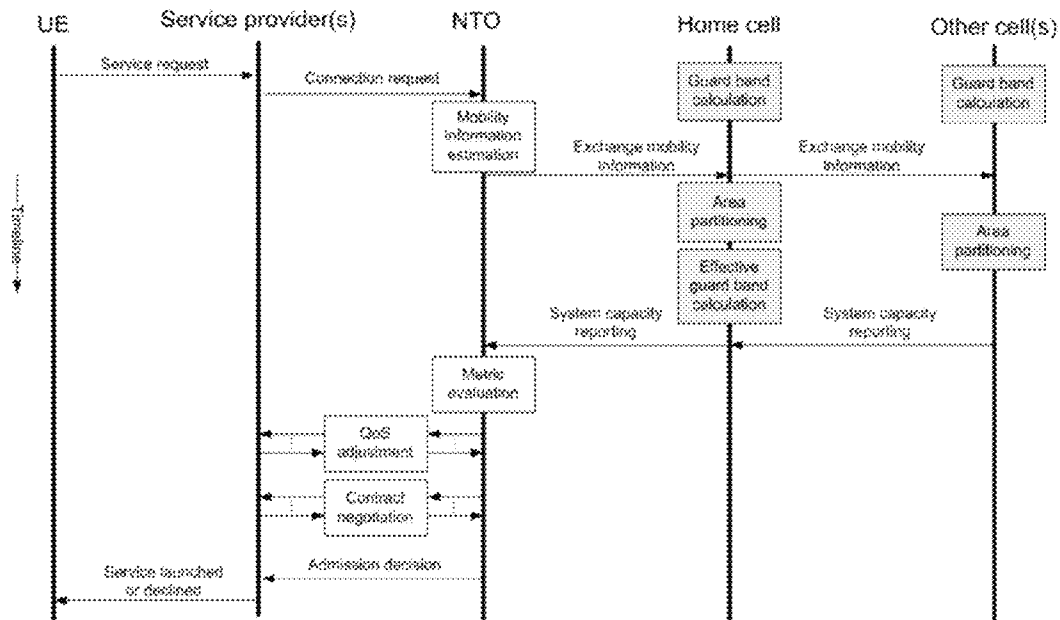 UE
Service provider(s)
NTO
Home cell
Other cell(s)
Service request
Connection request
Guard band
calculation
Guard band
calculation
Mobility
information
estimation
Exchange mobility
information
Exchange mobility
information
Timeline
Area
partitioning
Area
partitioning
Effective
guard band
calculation
System capacity
reporting
System capacity
reporting
Metric
evaluation
QoS
adjustment
Contract
negotiation
Admission decision
Service launched
or declined